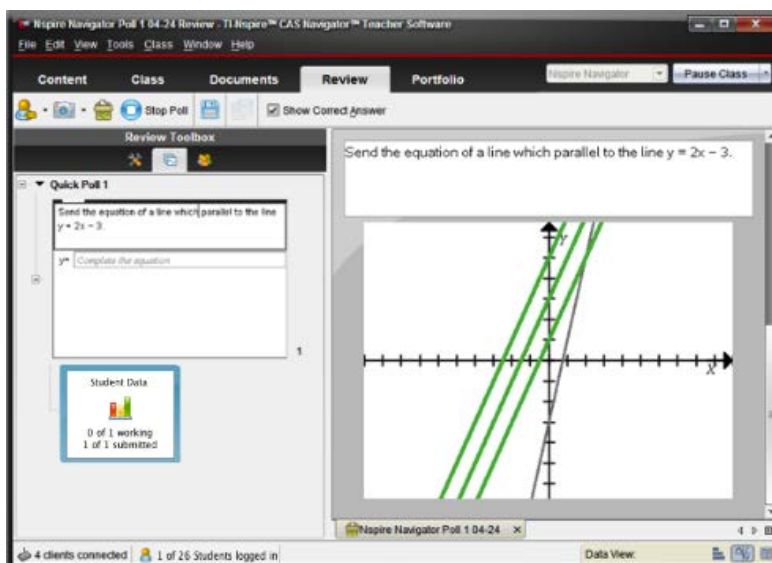 Nspire Navigator Poll 1 04-24 Review - TI-Nspire™ CAS Navigator™ Teacher Software
File Edit View Tools Class Window Help
Content Class Documents Review Portfolio
Nspire Navigator
Pause Class
Stop Poll
Show Correct Answer
Review Toolbox
Quick Poll 1
Send the equation of a line which parallel to the line
y = 2x - 3.
y= Complete the equation
1
Student Data
0 of 1 working
1 of 1 submitted
Send the equation of a line which parallel to the line y = 2x - 3.
Y
X
Nspire Navigator Poll 1 04-24
4 clients connected
1 of 26 Students logged in
Data View: